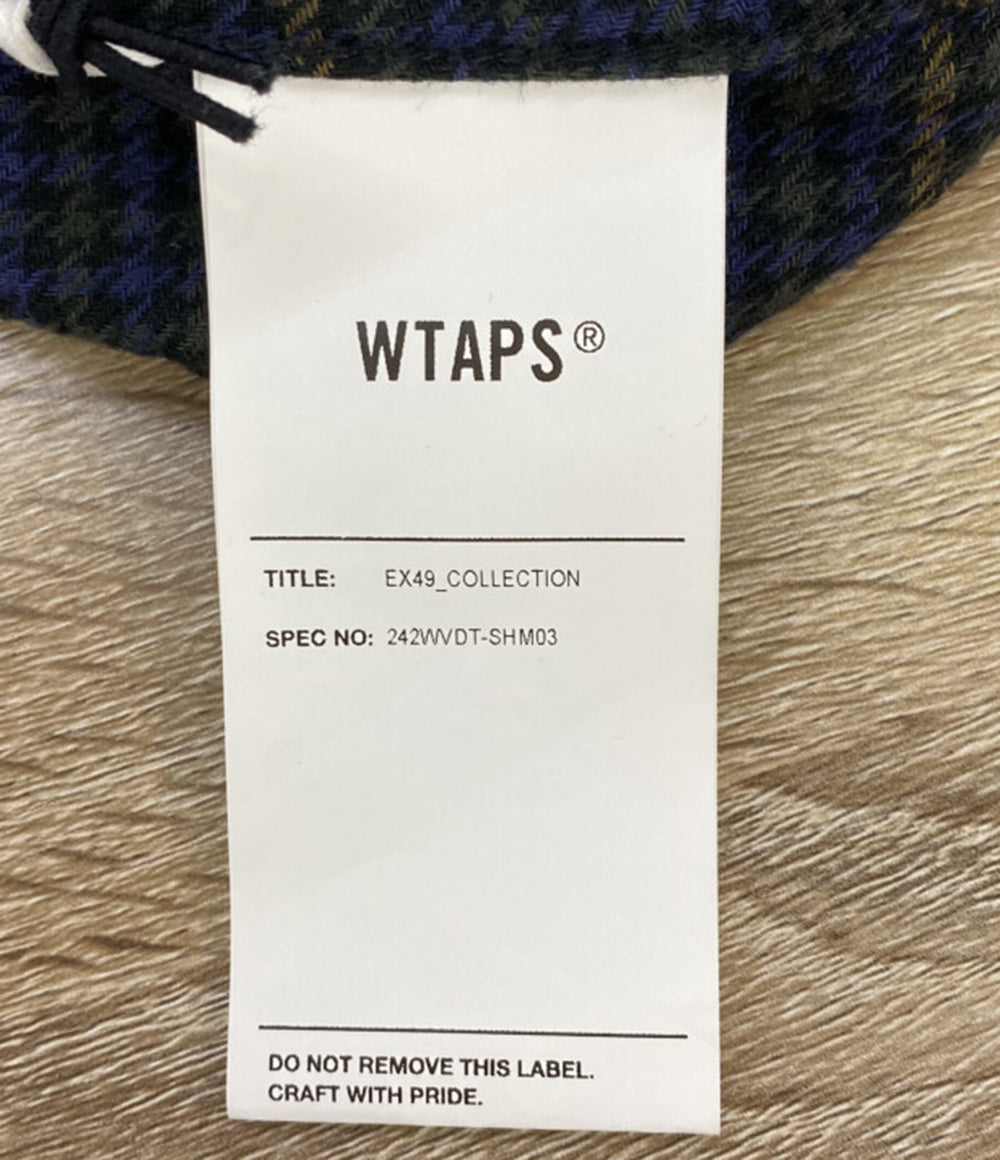 WTAPS®
TITLE: EX49_COLLECTION
SPEC NO: 242WVDT-SHM03
DO NOT REMOVE THIS LABEL.
CRAFT WITH PRIDE.